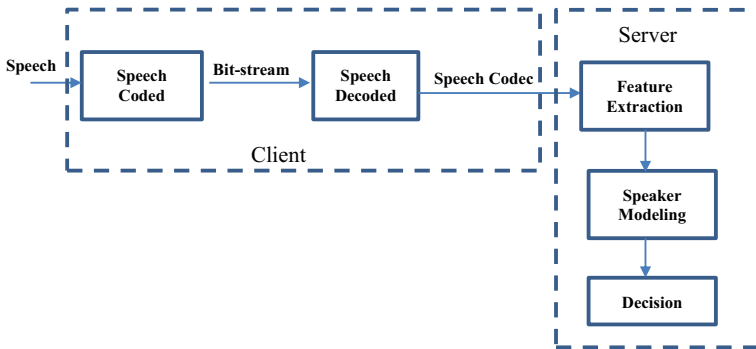 Server
Speech
Speech
Coded
Bit-stream
Speech
Decoded
Speech Codec
Feature
Extraction
Client
Speaker
Modeling
Decision